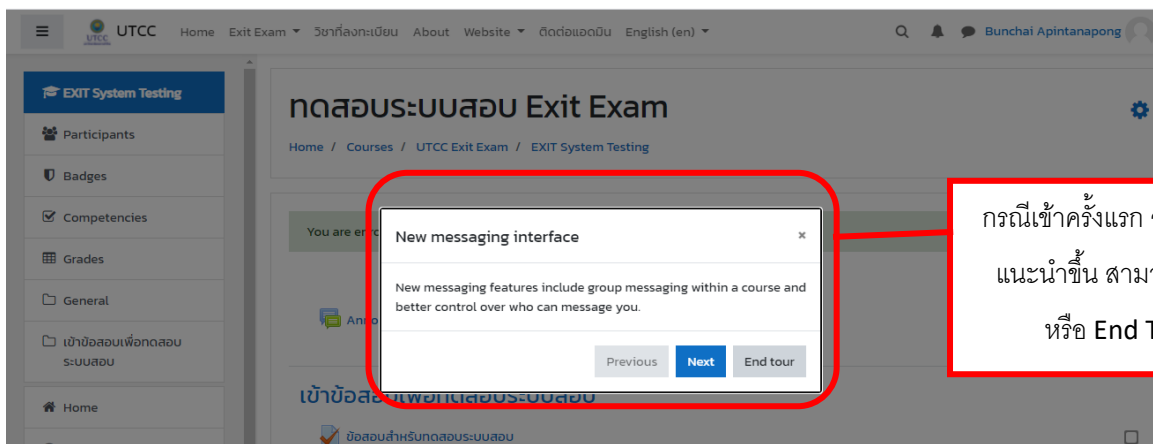 UTCC Home Exit Exam วิชาที่ลงทะเบียน About Website ติดต่อแอดมิน English (en) Bunchai Apintanapong
EXIT System Testing
Participants
Badges
Competencies
Grades
General
เข้าข้อสอบเพื่อทดสอบ
ระบบสอบ
Home
ทดสอบระบบสอบ Exit Exam
Home / Courses / UTCC Exit Exam / EXIT System Testing
You are
New messaging interface
New messaging features include group messaging within a course and
better control over who can message you.
Previous Next End tour
เข้าข้อสอบเพื่อทดสอบระบบสอบ
ข้อสอบสำหรับทดสอบระบบสอบ
กรณีเข้าครั้งแรก
แนะนำขึ้น
หรือ End